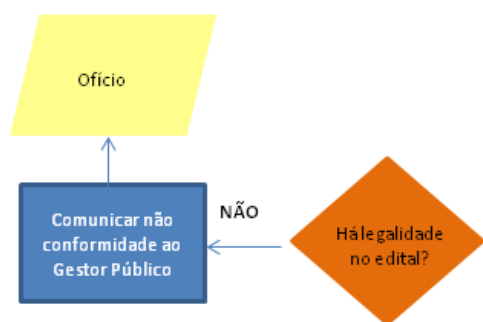 Ofício
Comunicar não
conformidade ao
Gestor Público
NÃO
Há legalidade
no edital?